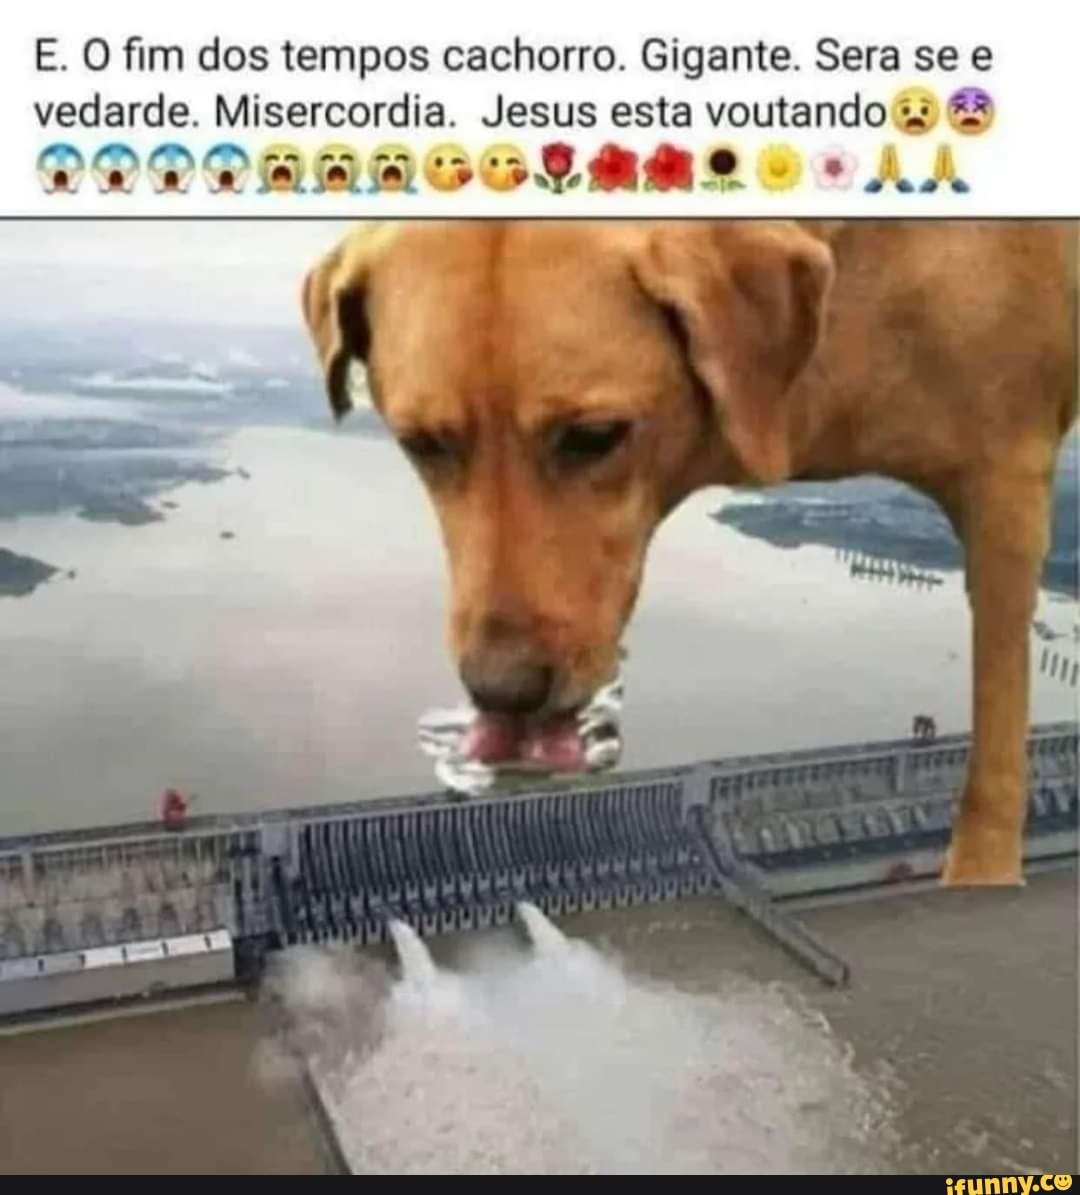 E. O fim dos tempos cachorro. Gigante. Sera se e
vedarde. Misercordia. Jesus esta voutando😧😨
😱😱😱😱😭😭😭😘😘🌹🌺🌺🌻🌼🌸🙏🙏
ifunny.co